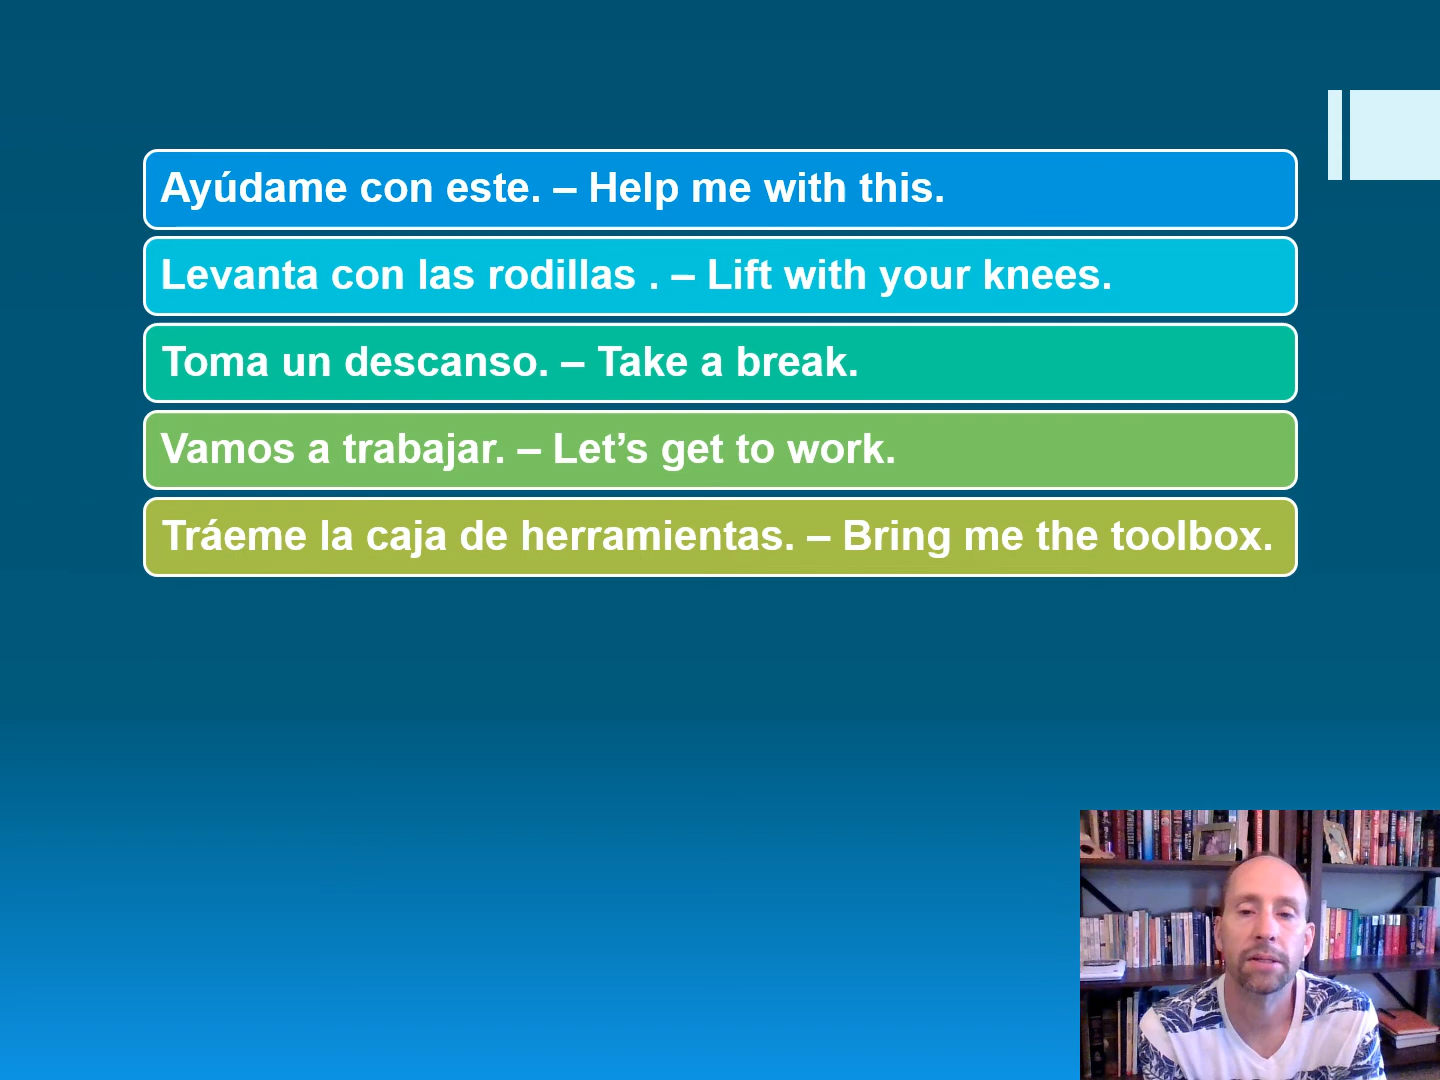 Ayúdame con este. – Help me with this.
Levanta con las rodillas . – Lift with your knees.
Toma un descanso. – Take a break.
Vamos a trabajar. – Let’s get to work.
Tráeme la caja de herramientas. – Bring me the toolbox.